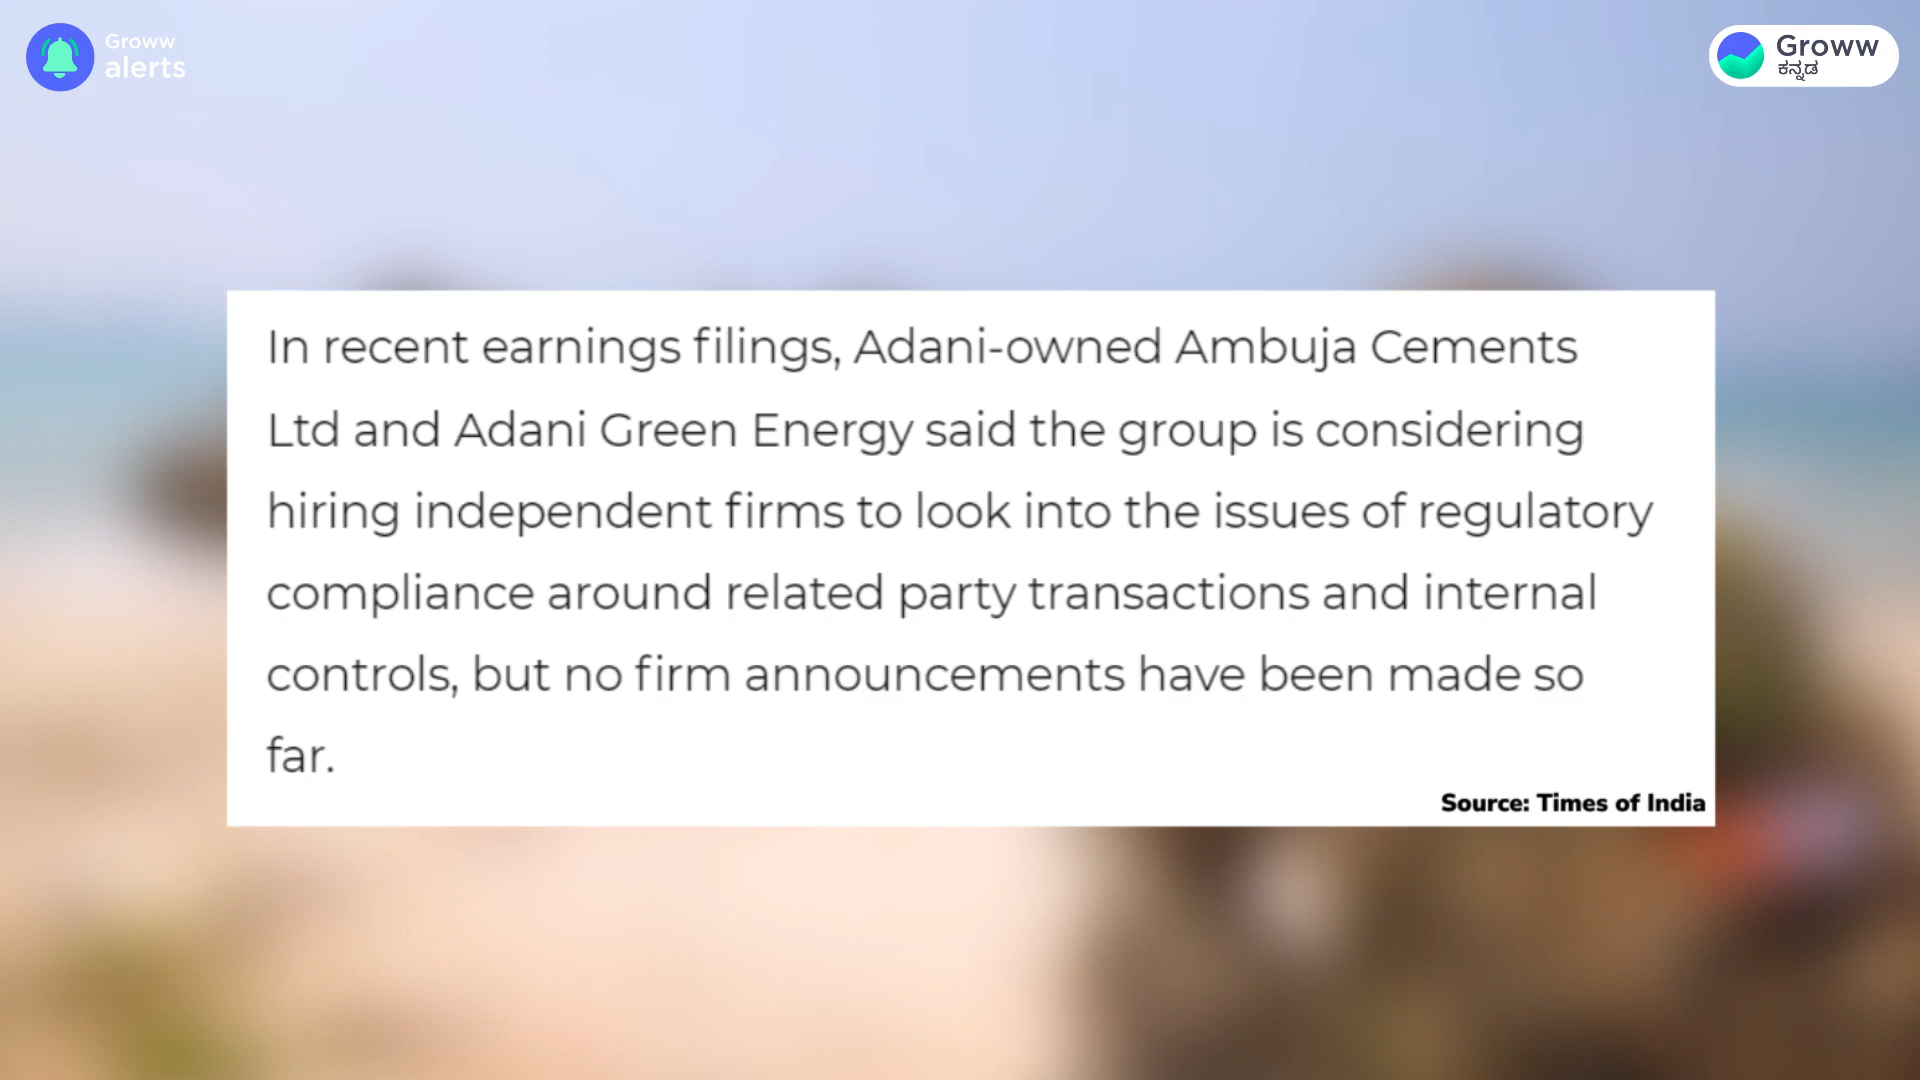 Groww
alerts
Groww
ಕನ್ನಡ
In recent earnings filings, Adani-owned Ambuja Cements
Ltd and Adani Green Energy said the group is considering
hiring independent firms to look into the issues of regulatory
compliance around related party transactions and internal
controls, but no firm announcements have been made so
far.
Source: Times of India